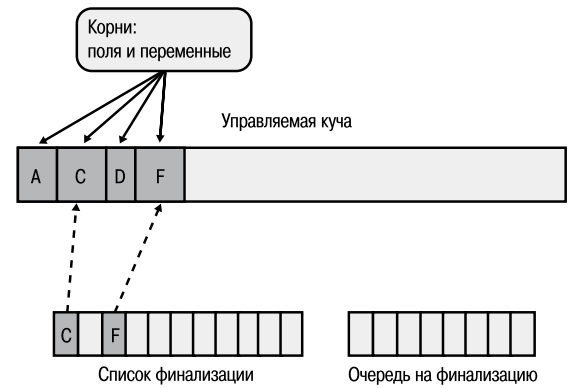 Корни:
поля и переменные
Управляемая куча
A C D F
C F
Список финализации
Очередь на финализацию